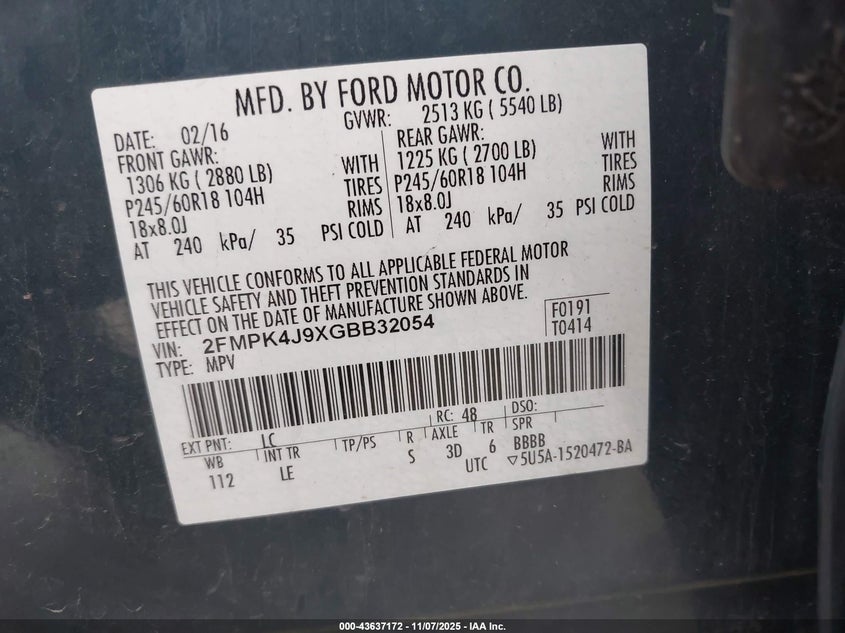 MFD. BY FORD MOTOR CO.
DATE: 02/16
GVWR: 2513 KG ( 5540 LB)
FRONT GAWR:
1306 KG ( 2880 LB) WITH
P245/60R18 104H TIRES
18x8.0J RIMS
AT 240 kPa/ 35 PSI COLD
REAR GAWR:
1225 KG ( 2700 LB) WITH
P245/60R18 104H TIRES
18x8.0J RIMS
AT 240 kPa/ 35 PSI COLD
THIS VEHICLE CONFORMS TO ALL APPLICABLE FEDERAL MOTOR
VEHICLE SAFETY AND THEFT PREVENTION STANDARDS IN
EFFECT ON THE DATE OF MANUFACTURE SHOWN ABOVE.
VIN: 2FMPK4J9XGBB32054
TYPE: MPV
F0191
T0414
EXT PNT: LC RC: 48 DSO:
WB INT TR TP/PS R AXLE TR SPR
112 LE S 3D 6 BBBB
UTC ▽5U5A-1520472-BA
000-43637172 - 11/07/2025 - IAA Inc.